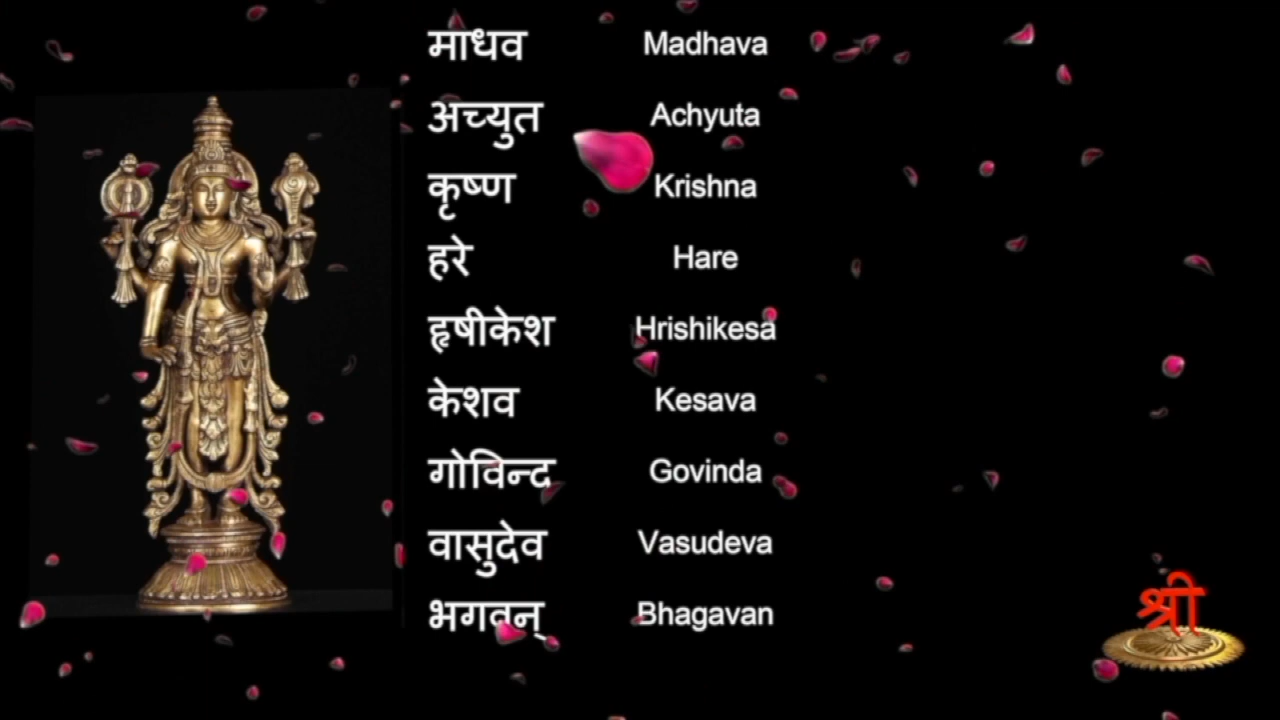 माधव Madhava
अच्युत Achyuta
कृष्ण Krishna
हरे Hare
हृषीकेश Hrishikesa
केशव Kesava
गोविन्द Govinda
वासुदेव Vasudeva
भगवन् Bhagavan
श्री